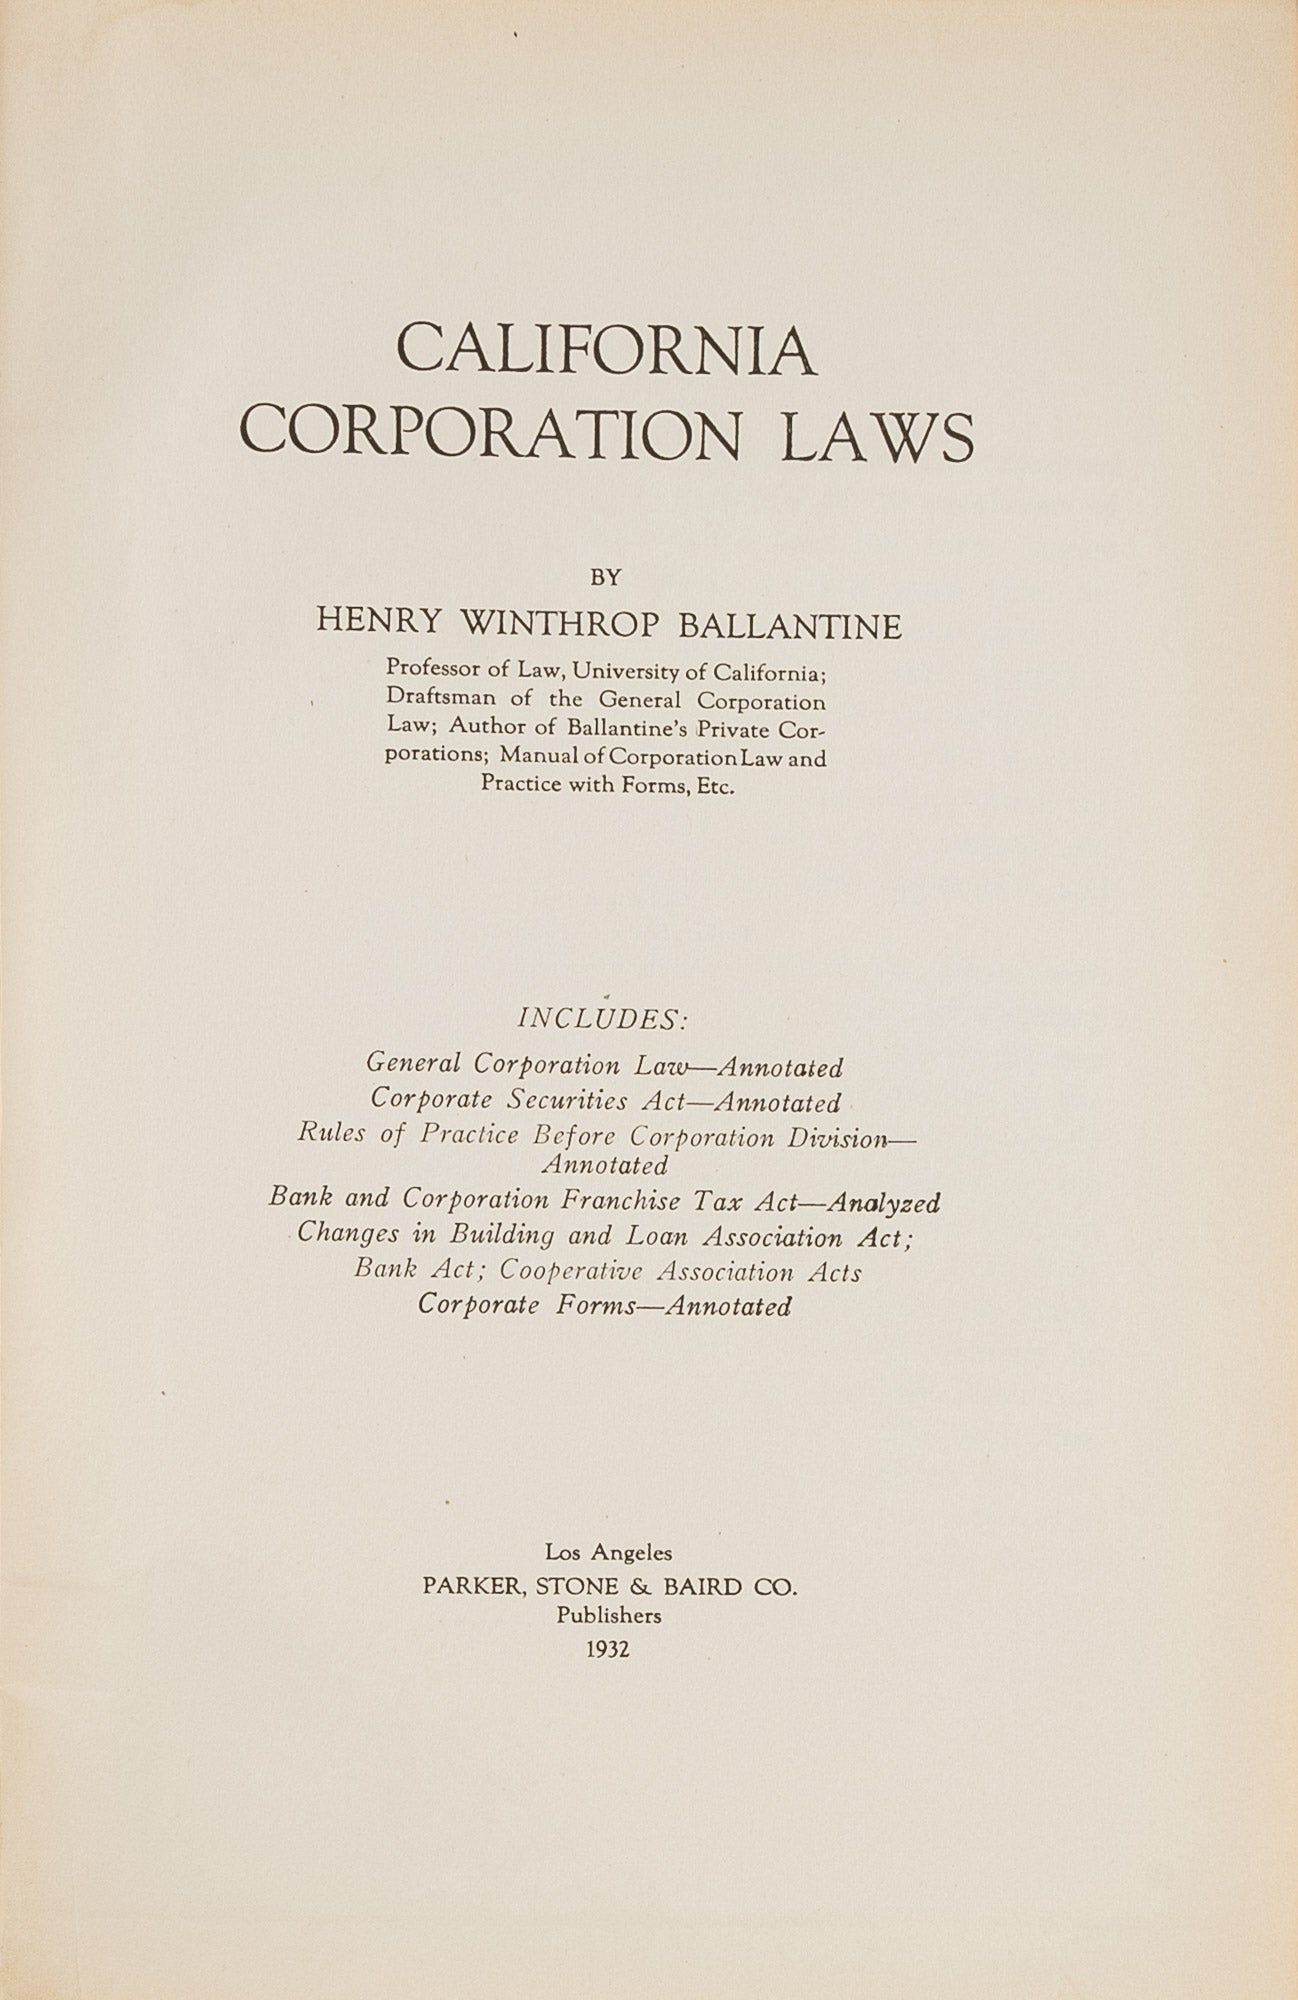 CALIFORNIA
CORPORATION LAWS
BY
HENRY WINTHROP BALLANTINE
Professor of Law, University of California;
Draftsman of the General Corporation
Law; Author of Ballantine's Private Cor-
porations; Manual of Corporation Law and
Practice with Forms, Etc.
INCLUDES:
General Corporation Law—Annotated
Corporate Securities Act—Annotated
Rules of Practice Before Corporation Division—
Annotated
Bank and Corporation Franchise Tax Act—Analyzed
Changes in Building and Loan Association Act;
Bank Act; Cooperative Association Acts
Corporate Forms—Annotated
Los Angeles
PARKER, STONE & BAIRD CO.
Publishers
1932